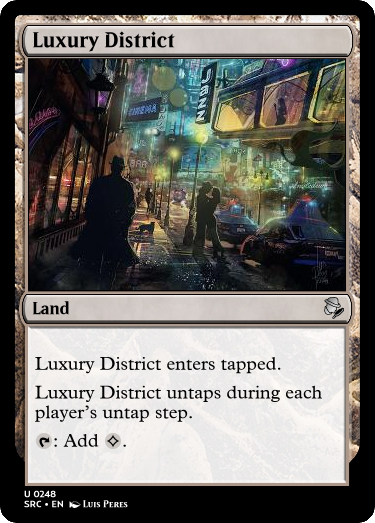 Luxury District
CINEMA
JAZZ
BAR
Land
Luxury District enters tapped.
Luxury District untaps during each
player's untap step.
: Add .
U 0248
SRC • EN Luis Peres